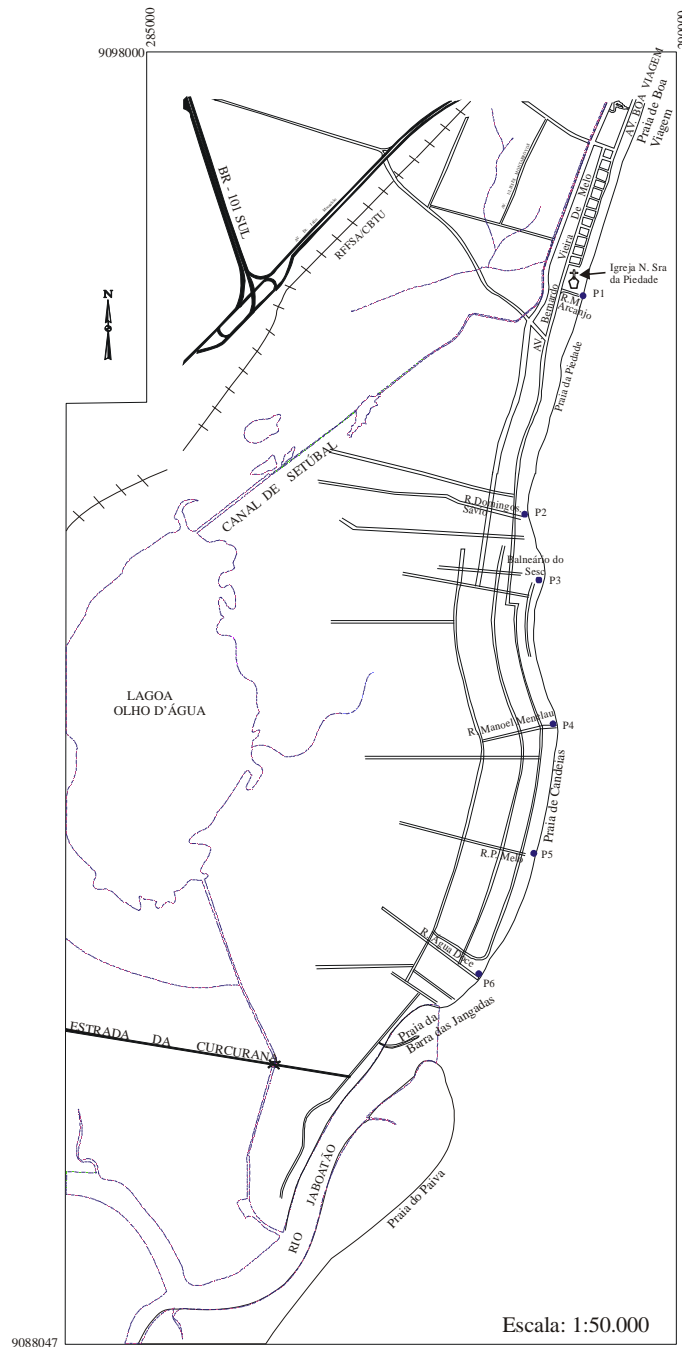 285000
290000
9098000
AV. BOA VIAGEM
Praia de Boa
Viagem
BR - 101 SUL
RFFSA/CBTU
AV. Bernardo Vieira De Melo
N
Igreja N. Sra
da Piedade
P1
R.M.
Arcanjo
Praia da Piedade
CANAL DE SETÚBAL
R.Domingos
Savio
P2
Balneário do
Sesc
P3
LAGOA
OLHO D'ÁGUA
R. Manoel Menelau
P4
Praia de Candeias
R.P. Melo
P5
R. Água Doce
P6
Praia da
Barra das Jangadas
ESTRADA DA CURCURANA
RIO JABOATÃO
Praia do Paiva
Escala: 1:50.000
9088047